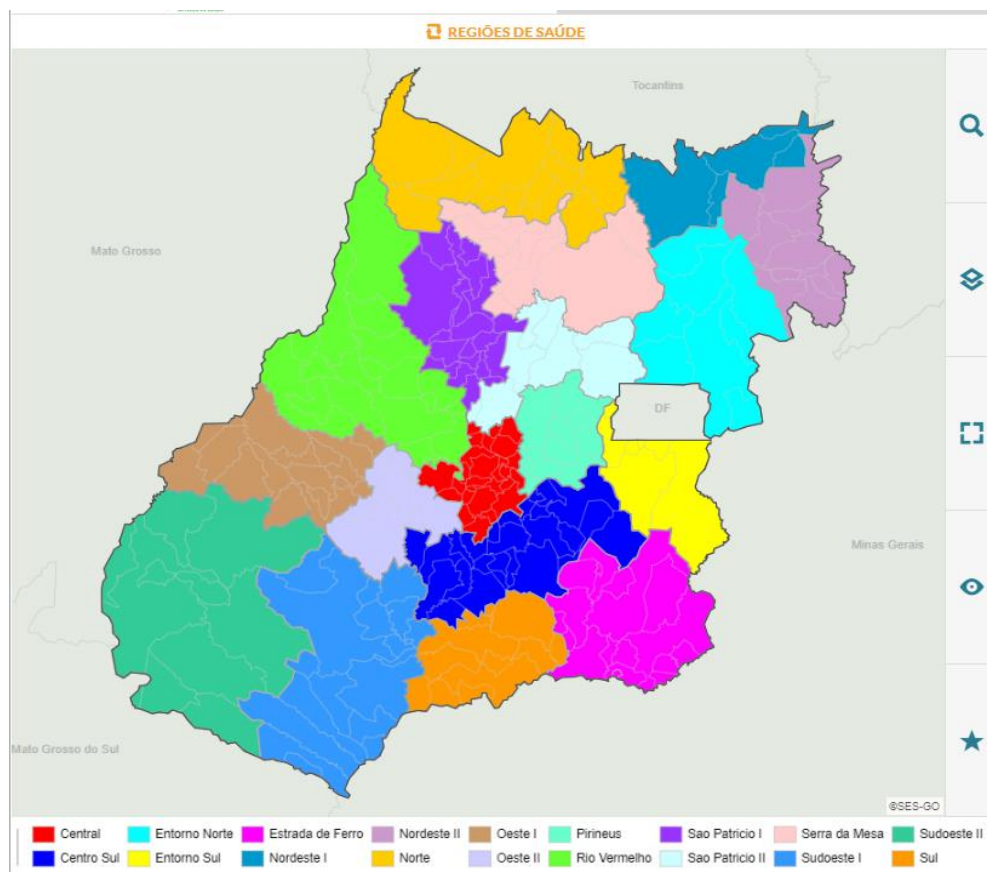 REGIÕES DE SAÚDE
Tocantins
Mato Grosso
DF
Minas Gerais
Mato Grosso do Sul
©SES-GO
Central Entorno Norte Estrada de Ferro Nordeste II Oeste I Pirineus Sao Patricio I Serra da Mesa Sudoeste II
Centro Sul Entorno Sul Nordeste I Norte Oeste II Rio Vermelho Sao Patricio II Sudoeste I Sul